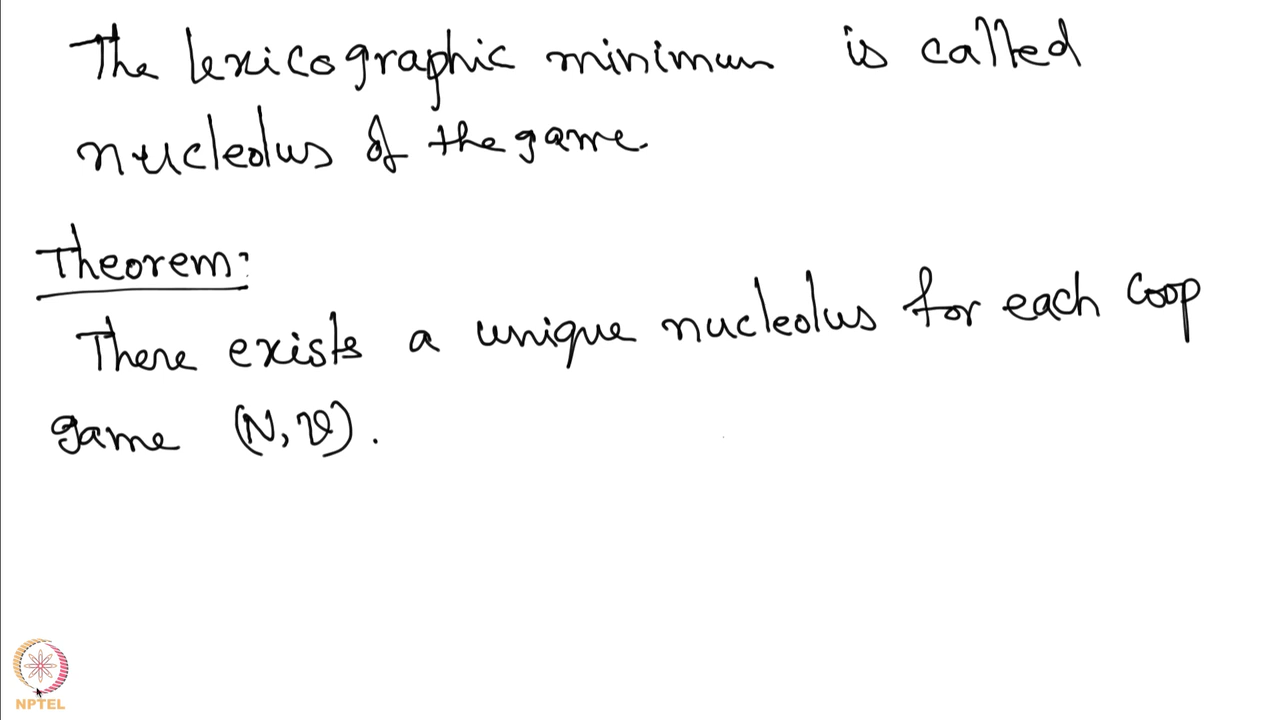 The lexicographic minimum is called
nucleolus of the game.
Theorem:
There exists a unique nucleolus for each coop
game (N, v).
NPTEL